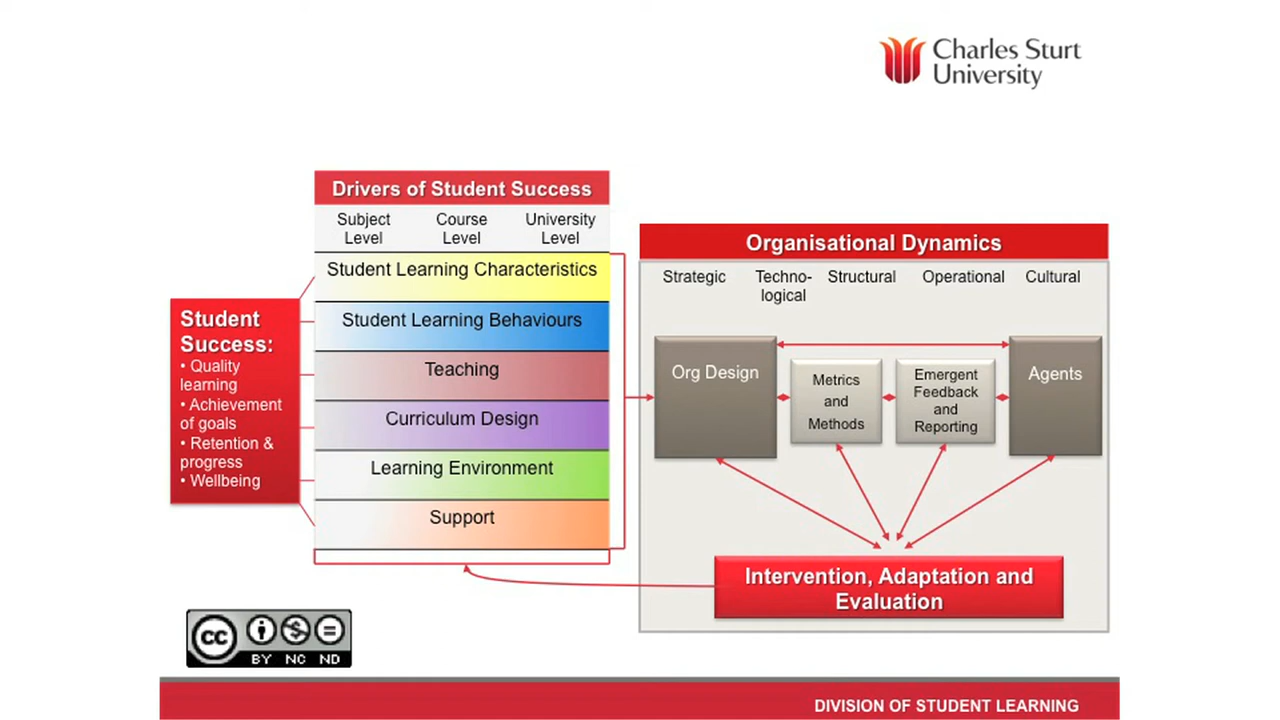 Charles Sturt
University
Drivers of Student Success
Subject Level
Course Level
University Level
Student Learning Characteristics
Student Learning Behaviours
Teaching
Curriculum Design
Learning Environment
Support
Student
Success:
• Quality
learning
• Achievement
of goals
• Retention &
progress
• Wellbeing
Organisational Dynamics
Strategic
Techno-
logical
Structural
Operational
Cultural
Org Design
Metrics
and
Methods
Emergent
Feedback
and
Reporting
Agents
Intervention, Adaptation and
Evaluation
cc
BY NC ND
DIVISION OF STUDENT LEARNING